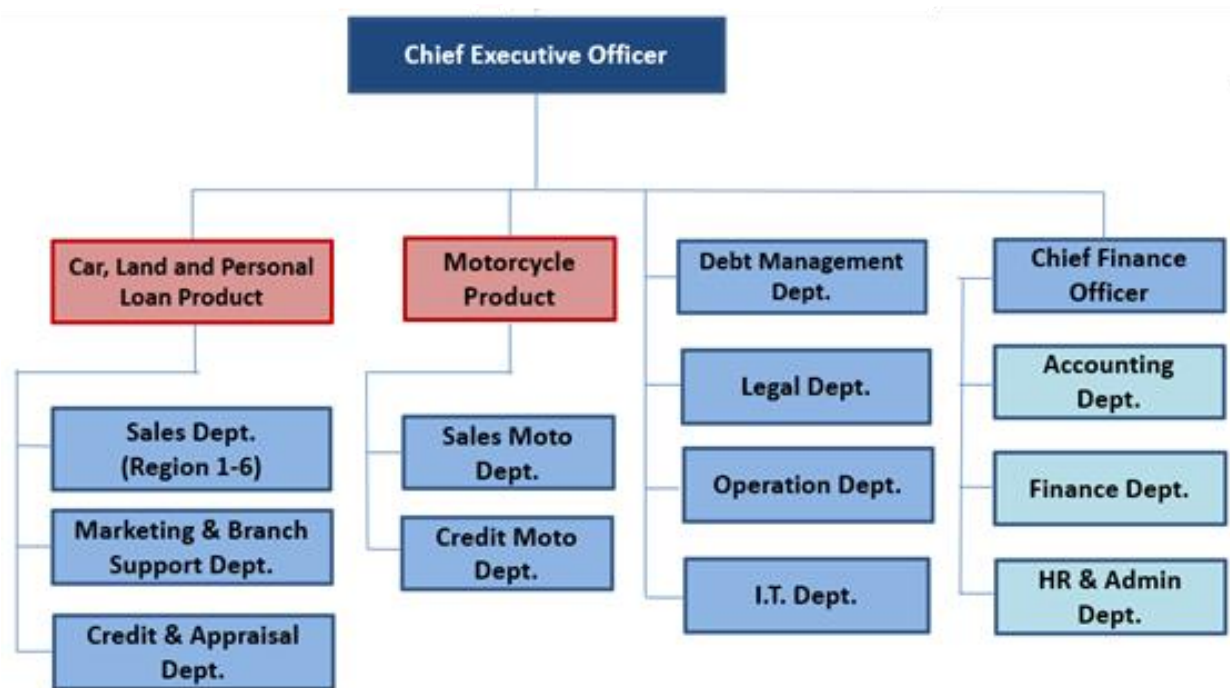 Chief Executive Officer
Car, Land and Personal
Loan Product
Sales Dept.
(Region 1-6)
Marketing & Branch
Support Dept.
Credit & Appraisal
Dept.
Motorcycle
Product
Sales Moto
Dept.
Credit Moto
Dept.
Debt Management
Dept.
Legal Dept.
Operation Dept.
I.T. Dept.
Chief Finance
Officer
Accounting
Dept.
Finance Dept.
HR & Admin
Dept.